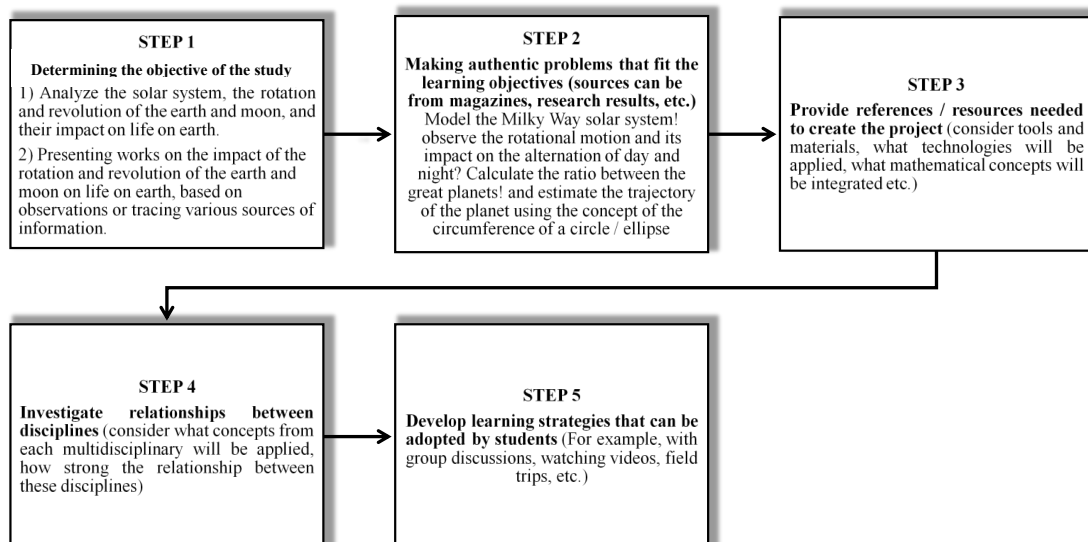 STEP 1
Determining the objective of the study
1) Analyze the solar system, the rotation
and revolution of the earth and moon, and
their impact on life on earth.
2) Presenting works on the impact of the
rotation and revolution of the earth and
moon on life on earth, based on
observations or tracing various sources of
information.
STEP 2
Making authentic problems that fit the
learning objectives (sources can be
from magazines, research results, etc.)
Model the Milky Way solar system!
observe the rotational motion and its
impact on the alternation of day and
night? Calculate the ratio between the
great planets! and estimate the trajectory
of the planet using the concept of the
circumference of a circle / ellipse
STEP 3
Provide references / resources needed
to create the project (consider tools and
materials, what technologies will be
applied, what mathematical concepts will
be integrated etc.)
STEP 4
Investigate relationships between
disciplines (consider what concepts from
each multidisciplinary will be applied,
how strong the relationship between
these disciplines)
STEP 5
Develop learning strategies that can be
adopted by students (For example, with
group discussions, watching videos, field
trips, etc.)